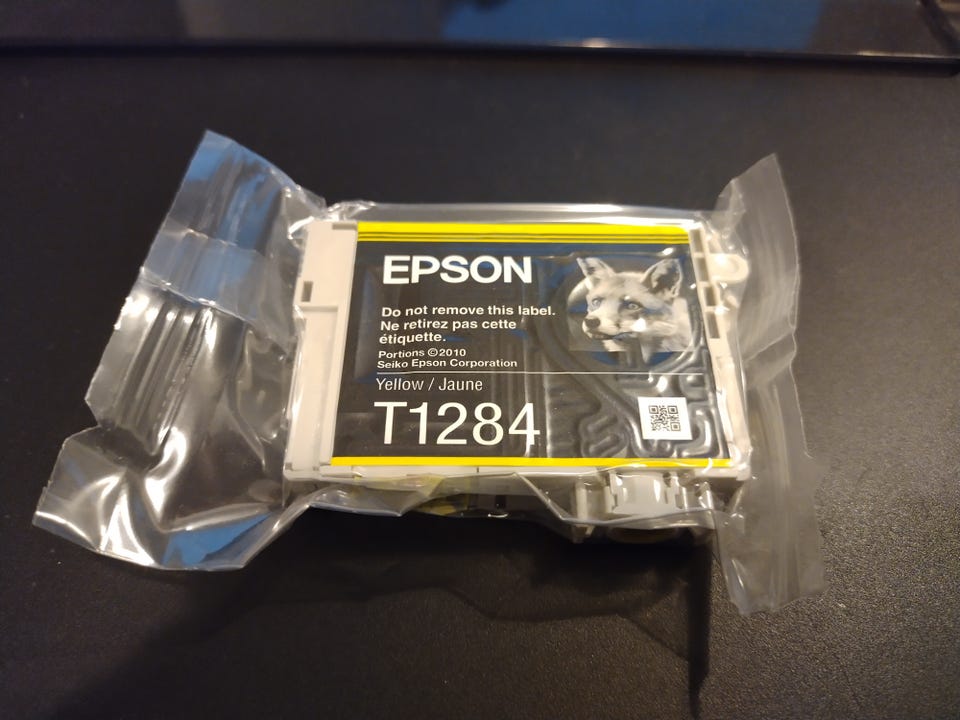 EPSON
Do not remove this label.
Ne retirez pas cette
étiquette.
Portions ©2010
Seiko Epson Corporation
Yellow / Jaune
T1284